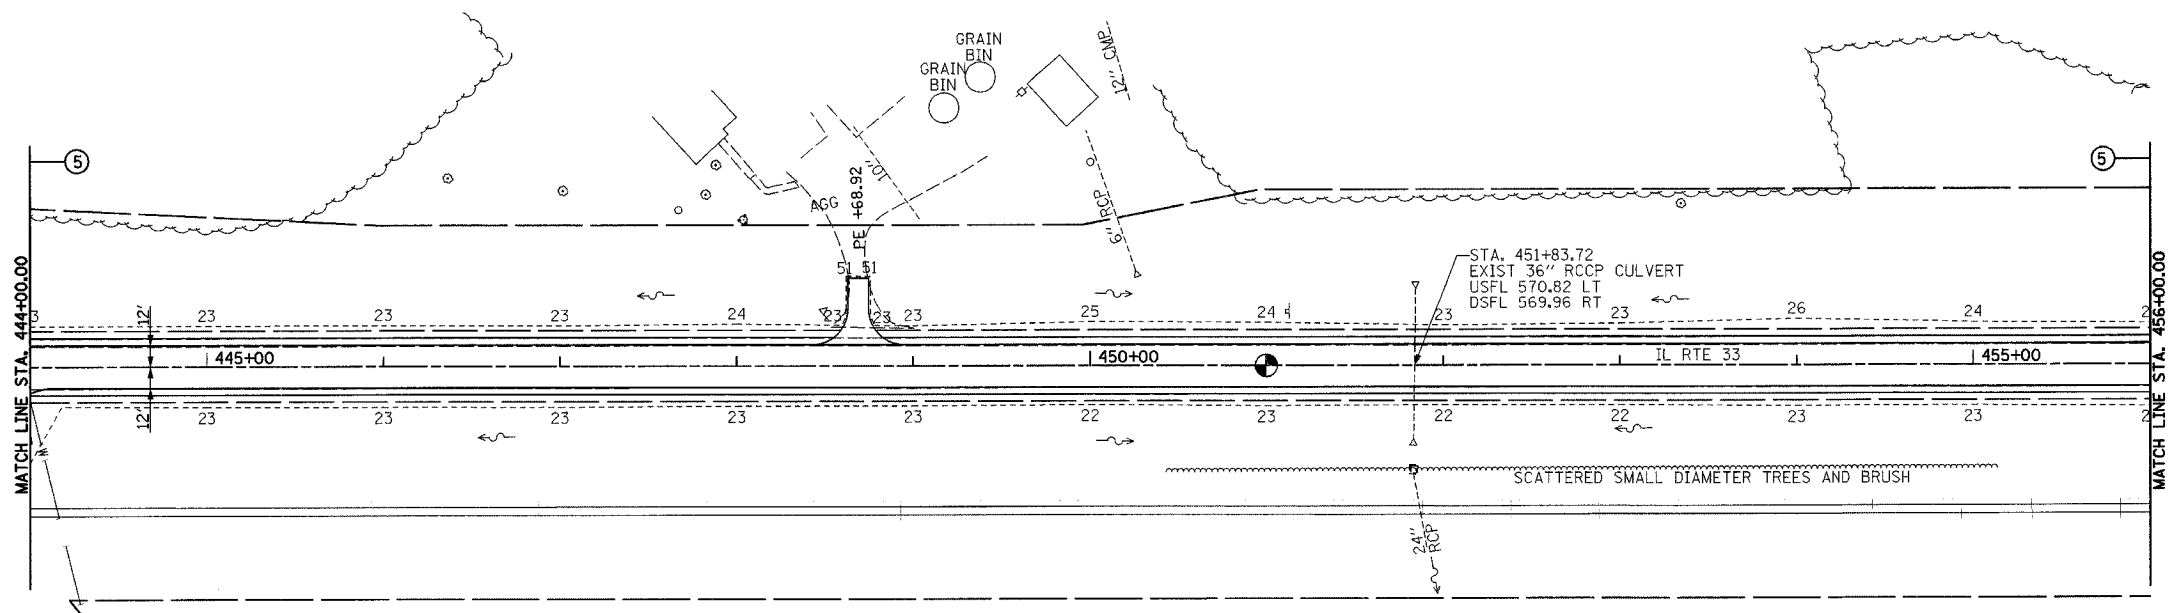 GRAIN
BIN
GRAIN
BIN
12" CMP
5
5
10"
AGG
PE +68.92
6" RCP
51 51
STA. 451+83.72
EXIST 36" RCCP CULVERT
USFL 570.82 LT
DSFL 569.96 RT
MATCH LINE STA. 444+00.00
MATCH LINE STA. 456+00.00
3 12' 23 23 23 24 23 23 23 25 24 23 23 26 24 2
445+00 450+00 IL RTE 33 455+00
12' 23 23 23 23 23 22 23 22 22 23 23 2
SCATTERED SMALL DIAMETER TREES AND BRUSH
24"
RCP